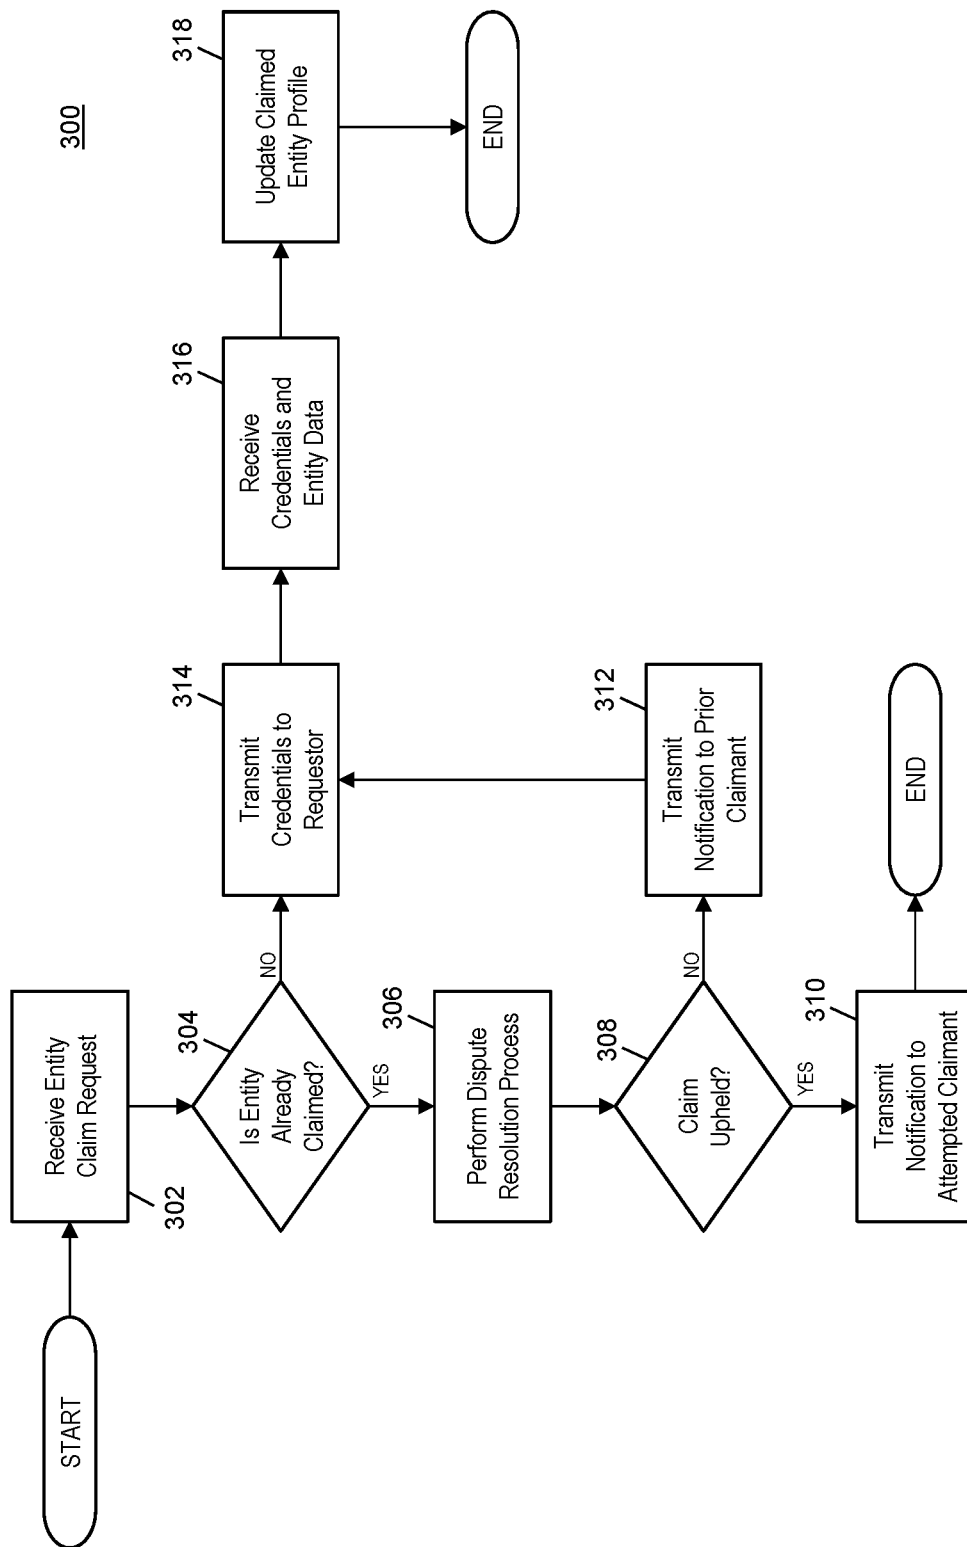 300
START
302
Receive Entity
Claim Request
304
Is Entity
Already
Claimed?
NO
YES
306
Perform Dispute
Resolution Process
308
Claim
Upheld?
NO
YES
310
Transmit
Notification to
Attempted Claimant
END
312
Transmit
Notification to Prior
Claimant
314
Transmit
Credentials to
Requestor
316
Receive
Credentials and
Entity Data
318
Update Claimed
Entity Profile
END